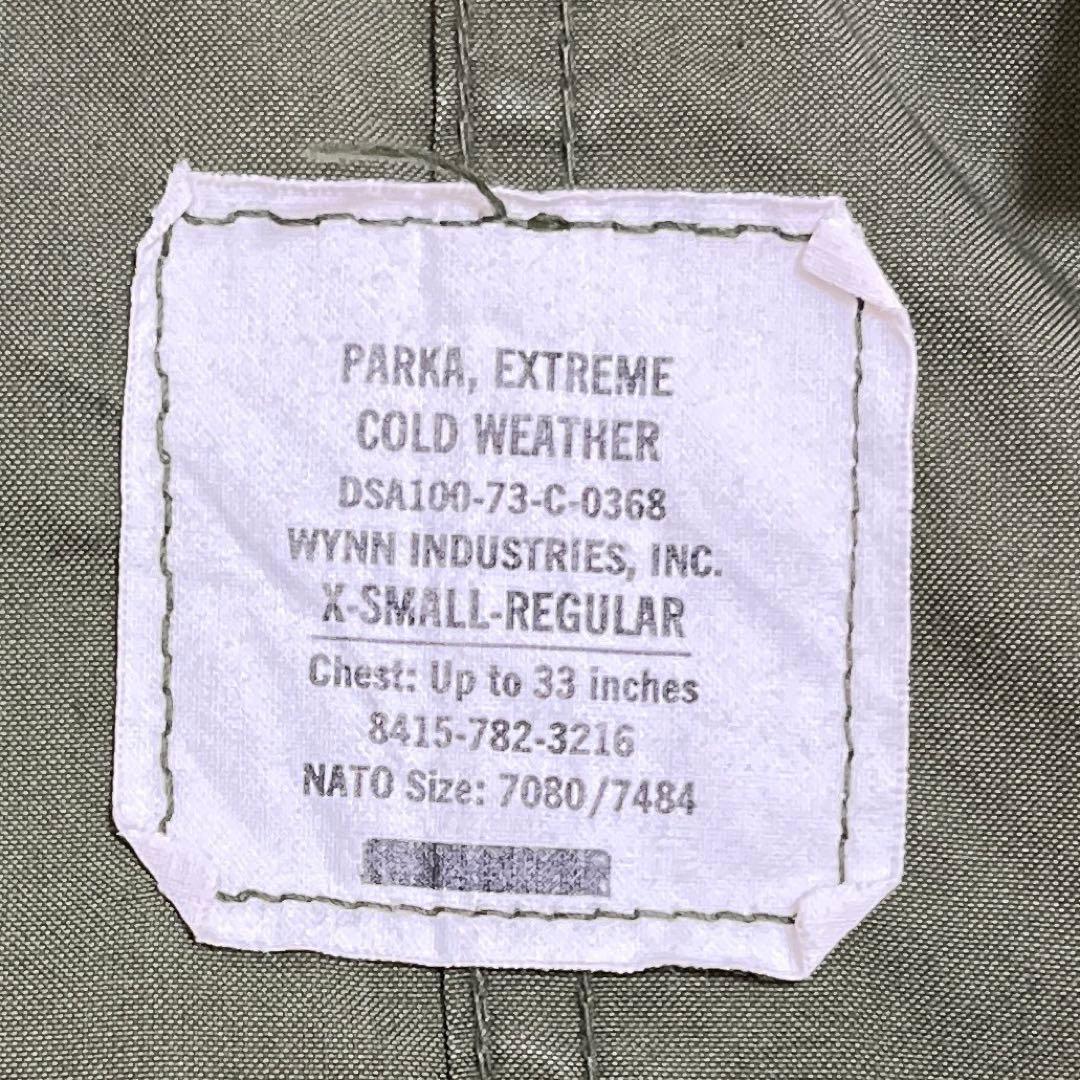 PARKA, EXTREME
COLD WEATHER
DSA100-73-C-0368
WYNN INDUSTRIES, INC.
X-SMALL-REGULAR
Chest: Up to 33 inches
8415-782-3216
NATO Size: 7080/7484